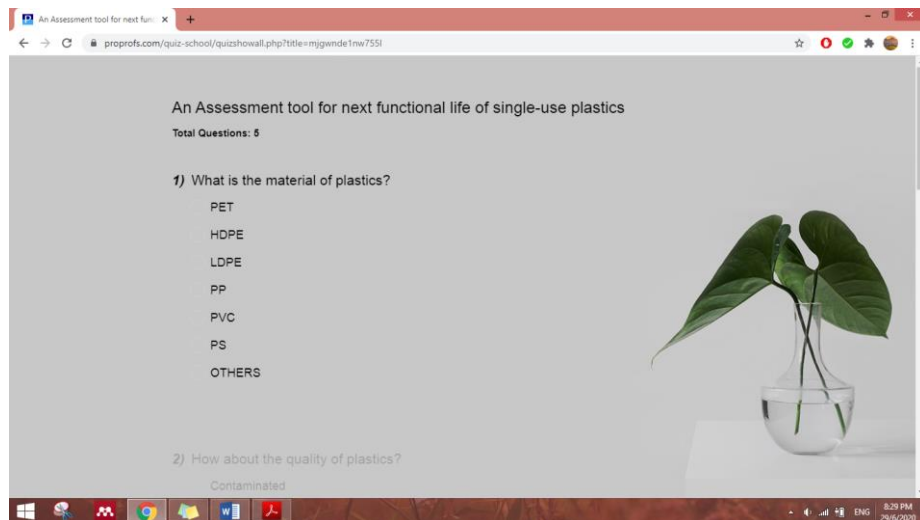 An Assessment tool for next func
proprofs.com/quiz-school/quizshowall.php?title=mjgwnde1nw755l
An Assessment tool for next functional life of single-use plastics
Total Questions: 5
1) What is the material of plastics?
PET
HDPE
LDPE
PP
PVC
PS
OTHERS
2) How about the quality of plastics?
Contaminated
ENG
8:29 PM
29/6/2020